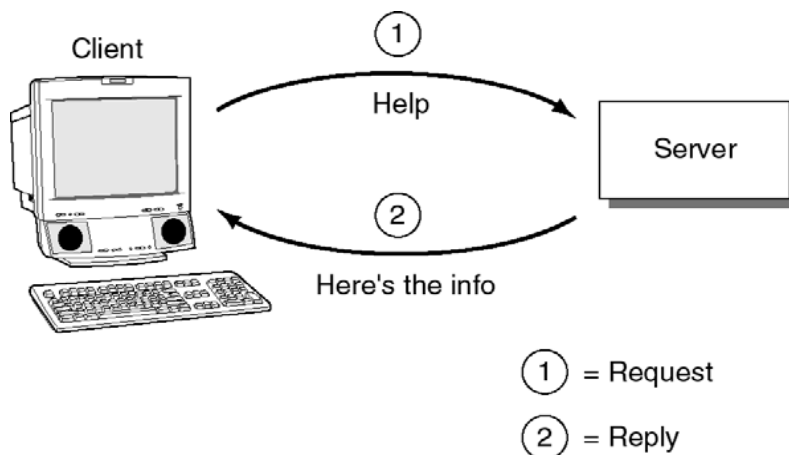 Client
1
Help
Server
2
Here's the info
1 = Request
2 = Reply